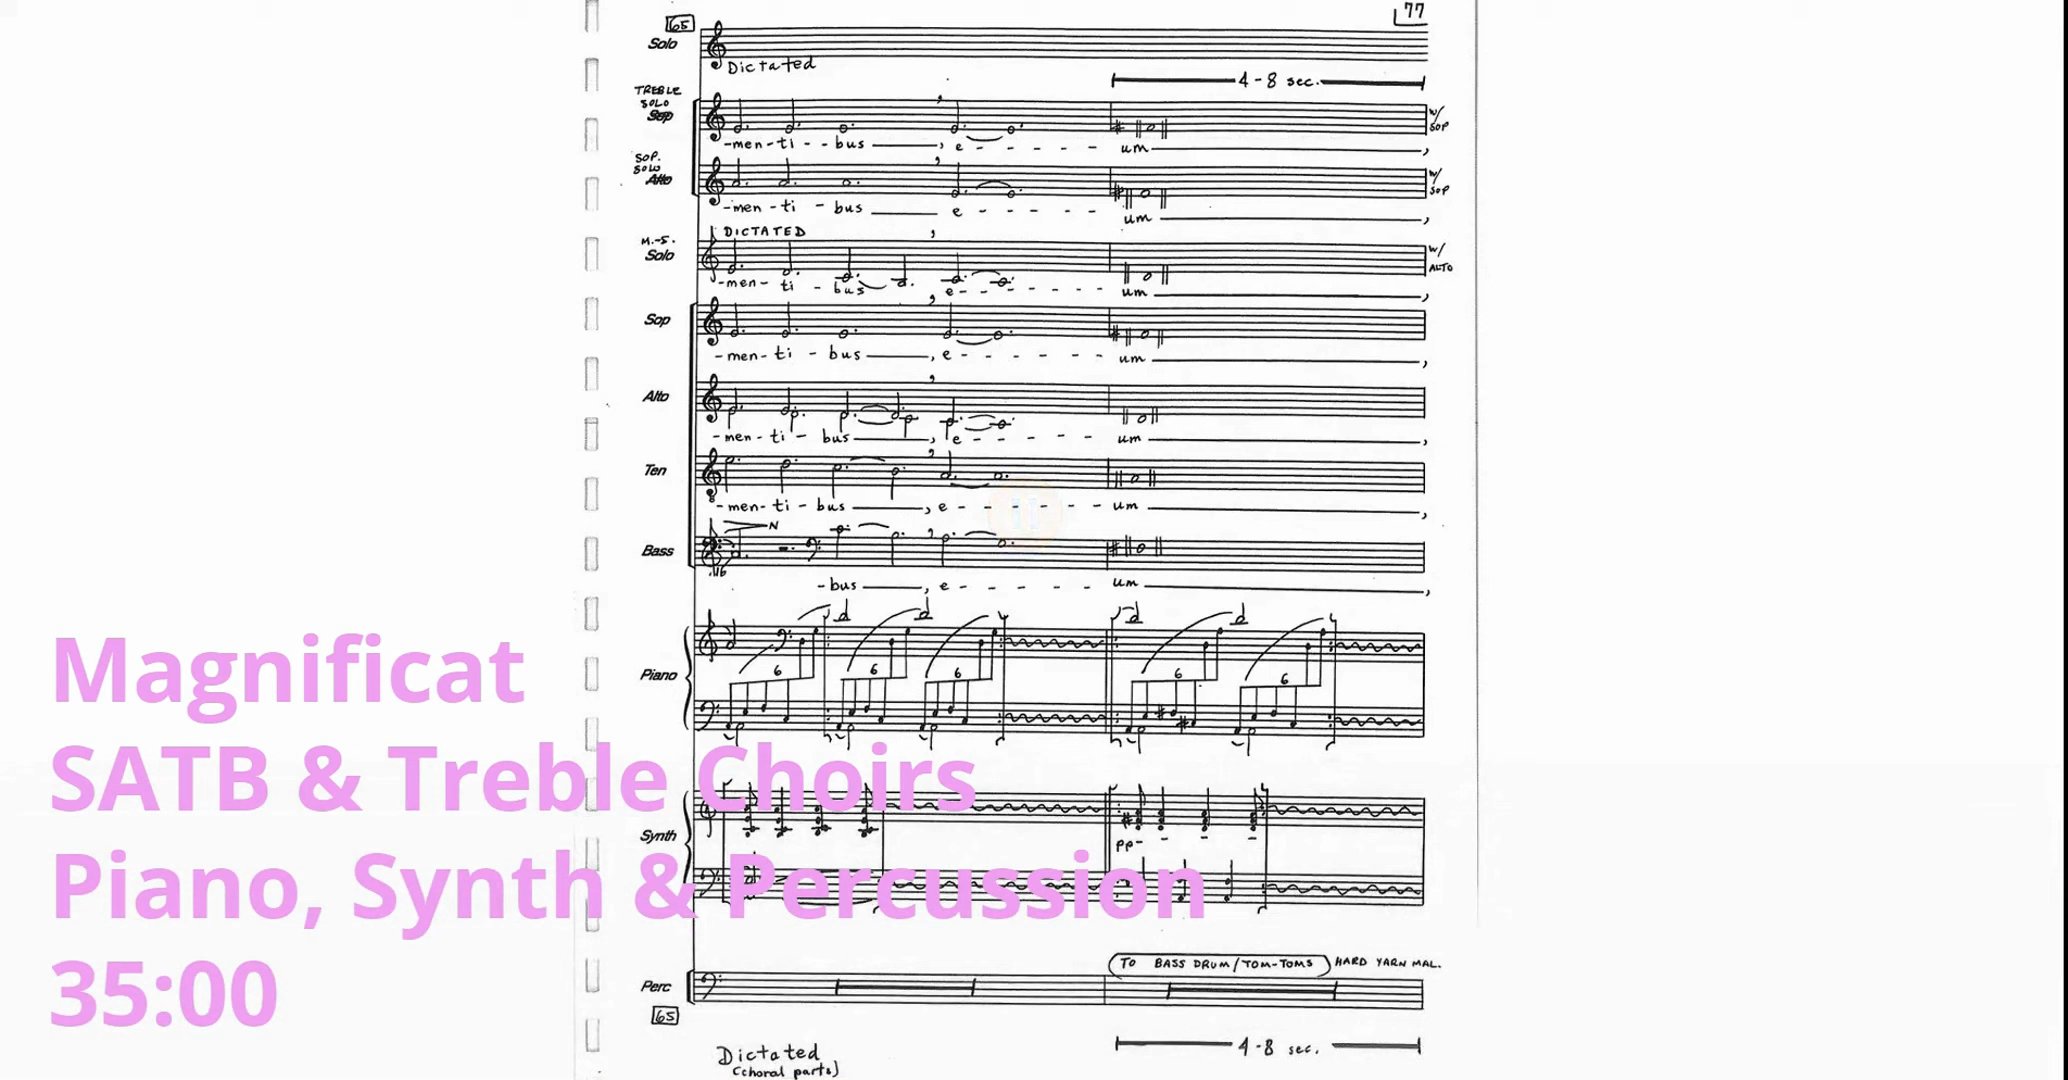 77
65
Solo
Dictated
4-8 sec.
TREBLE
SOLO
Sop
w/
SOP
-men-ti--bus, e-----um,
SOP.
SOLO
Alto
w/
SOP
-men-ti-bus e-----um,
DICTATED
M.-S.
Solo
w/
ALTO
-men-ti-bus e------um,
Sop
-men-ti-bus, e------um,
Alto
-men-ti-bus, e-----um,
Ten
-men-ti-bus, e------um,
N
Bass
-bus, e-----um,
6 6 6 6 6
Piano
Magnificat
SATB & Treble Choirs
Synth
pp
Piano, Synth & Percussion
35:00
TO BASS DRUM/TOM-TOMS HARD YARN MAL.
Perc
65
Dictated
(choral parts)
4-8 sec.